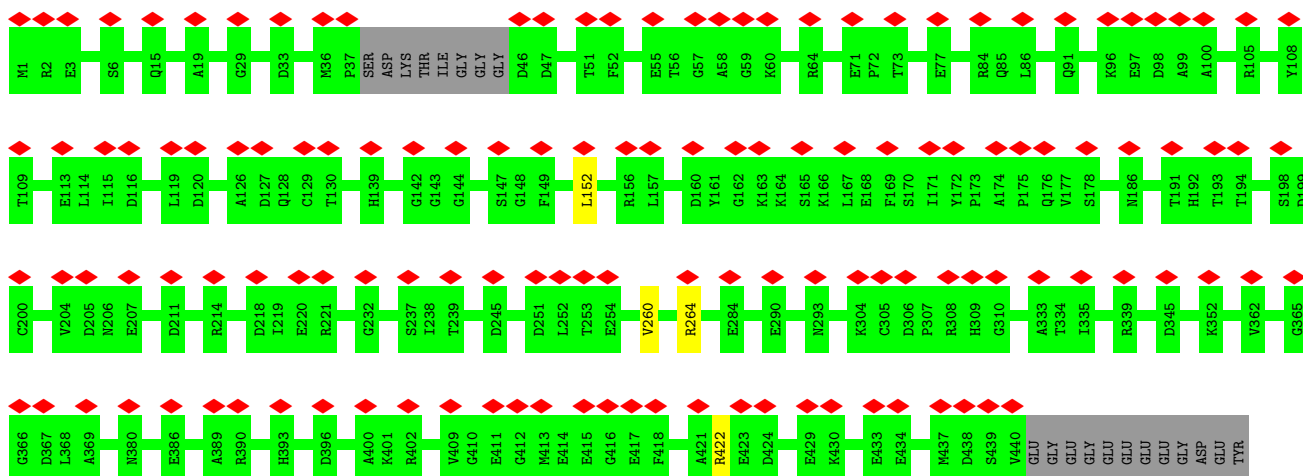 M1 R2 E3 S6 Q15 A19 G29 D33 M36 P37 SER ASP LYS THR ILE GLY GLY GLY D46 D47 T51 F52 E55 T56 G57 A58 G59 K60 R64 E71 P72 T73 E77 R84 Q85 L86 Q91 K96 E97 D98 A99 A100 R105 Y108
T109 E113 L114 I115 D116 L119 D120 A126 D127 Q128 C129 T130 H139 G142 G143 G144 S147 G148 F149 L152 R156 L157 D160 Y161 G162 K163 K164 S165 K166 L167 E168 F169 S170 I171 Y172 P173 A174 P175 Q176 V177 S178 N186 T191 H192 T193 T194 S198 D199
C200 V204 D205 N206 E207 D211 R214 D218 I219 E220 R221 G232 S237 I238 T239 D245 D251 I252 T253 E254 V260 R264 E284 E290 N293 K304 C305 D306 P307 R308 H309 G310 A333 T334 I335 R339 D345 K352 V362 G365
G366 D367 L368 A369 N380 E386 A389 R390 H393 D396 A400 K401 R402 V409 G410 E411 G412 M413 E414 E415 G416 E417 F418 A421 R422 E423 D424 E429 K430 E433 E434 M437 D438 S439 V440 GLU GLY GLU GLY GLU GLU GLU GLY ASP GLU TYR